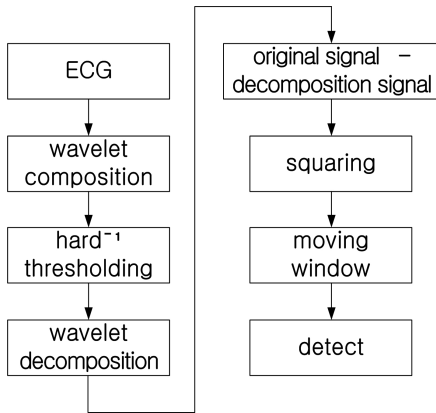 ECG
wavelet
composition
hard⁻¹
thresholding
wavelet
decomposition
original signal −
decomposition signal
squaring
moving
window
detect